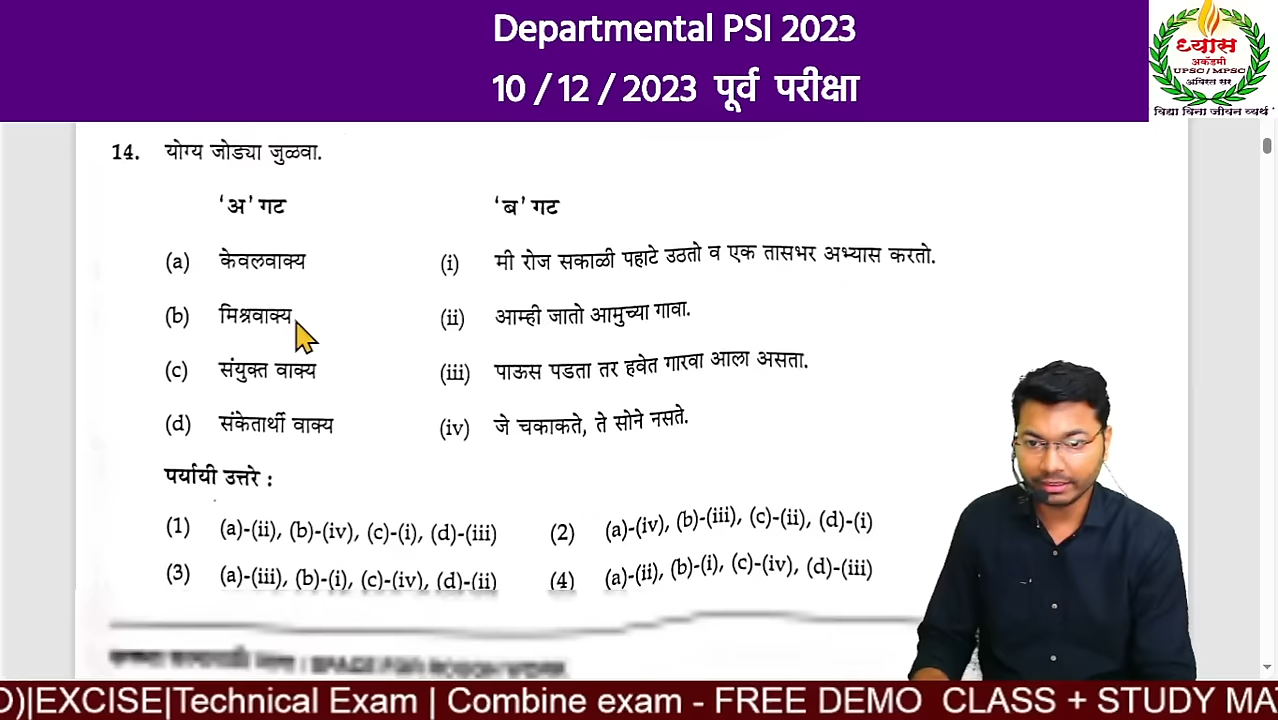 Departmental PSI 2023
10 / 12 / 2023 पूर्व परीक्षा
ध्यास
अकॅडमी
UPSC/MPSC
अविरत सर
विद्या विना जीवन व्यर्थ
14. योग्य जोड्या जुळवा.
'अ' गट 'ब' गट
(a) केवलवाक्य (i) मी रोज सकाळी पहाटे उठतो व एक तासभर अभ्यास करतो.
(b) मिश्रवाक्य (ii) आम्ही जातो आमुच्या गावा.
(c) संयुक्त वाक्य (iii) पाऊस पडता तर हवेत गारवा आला असता.
(d) संकेतार्थी वाक्य (iv) जे चकाकते, ते सोने नसते.
पर्यायी उत्तरे :
(1) (a)-(ii), (b)-(iv), (c)-(i), (d)-(iii) (2) (a)-(iv), (b)-(iii), (c)-(ii), (d)-(i)
(3) (a)-(iii), (b)-(i), (c)-(iv), (d)-(ii) (4) (a)-(ii), (b)-(i), (c)-(iv), (d)-(iii)
)|EXCISE|Technical Exam | Combine exam - FREE DEMO CLASS + STUDY MA